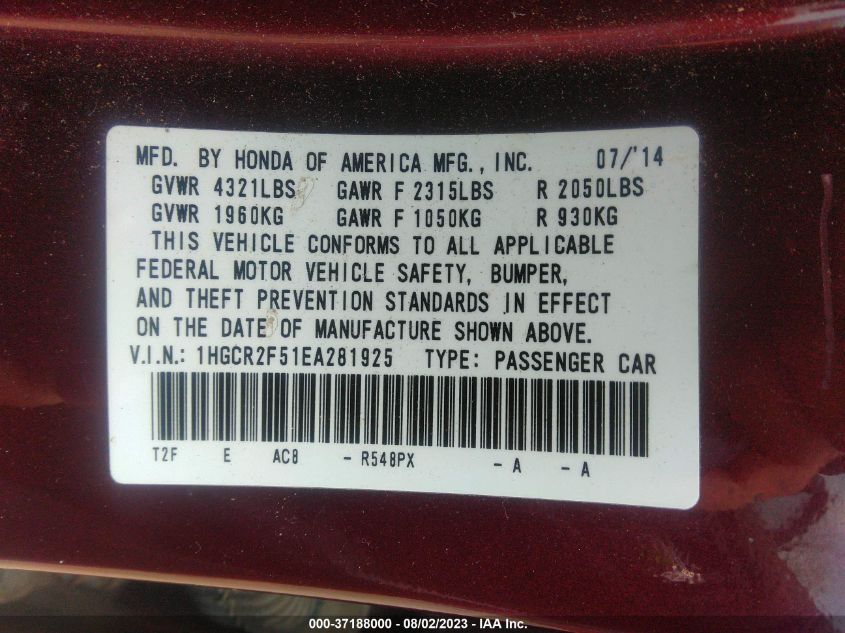 MFD. BY HONDA OF AMERICA MFG., INC. 07/'14
GVWR 4321LBS GAWR F 2315LBS R 2050LBS
GVWR 1960KG GAWR F 1050KG R 930KG
THIS VEHICLE CONFORMS TO ALL APPLICABLE
FEDERAL MOTOR VEHICLE SAFETY, BUMPER,
AND THEFT PREVENTION STANDARDS IN EFFECT
ON THE DATE OF MANUFACTURE SHOWN ABOVE.
V.I.N.: 1HGCR2F51EA281925 TYPE: PASSENGER CAR
T2F E AC8 - R548PX - A - A
000-37188000 - 08/02/2023 - IAA Inc.